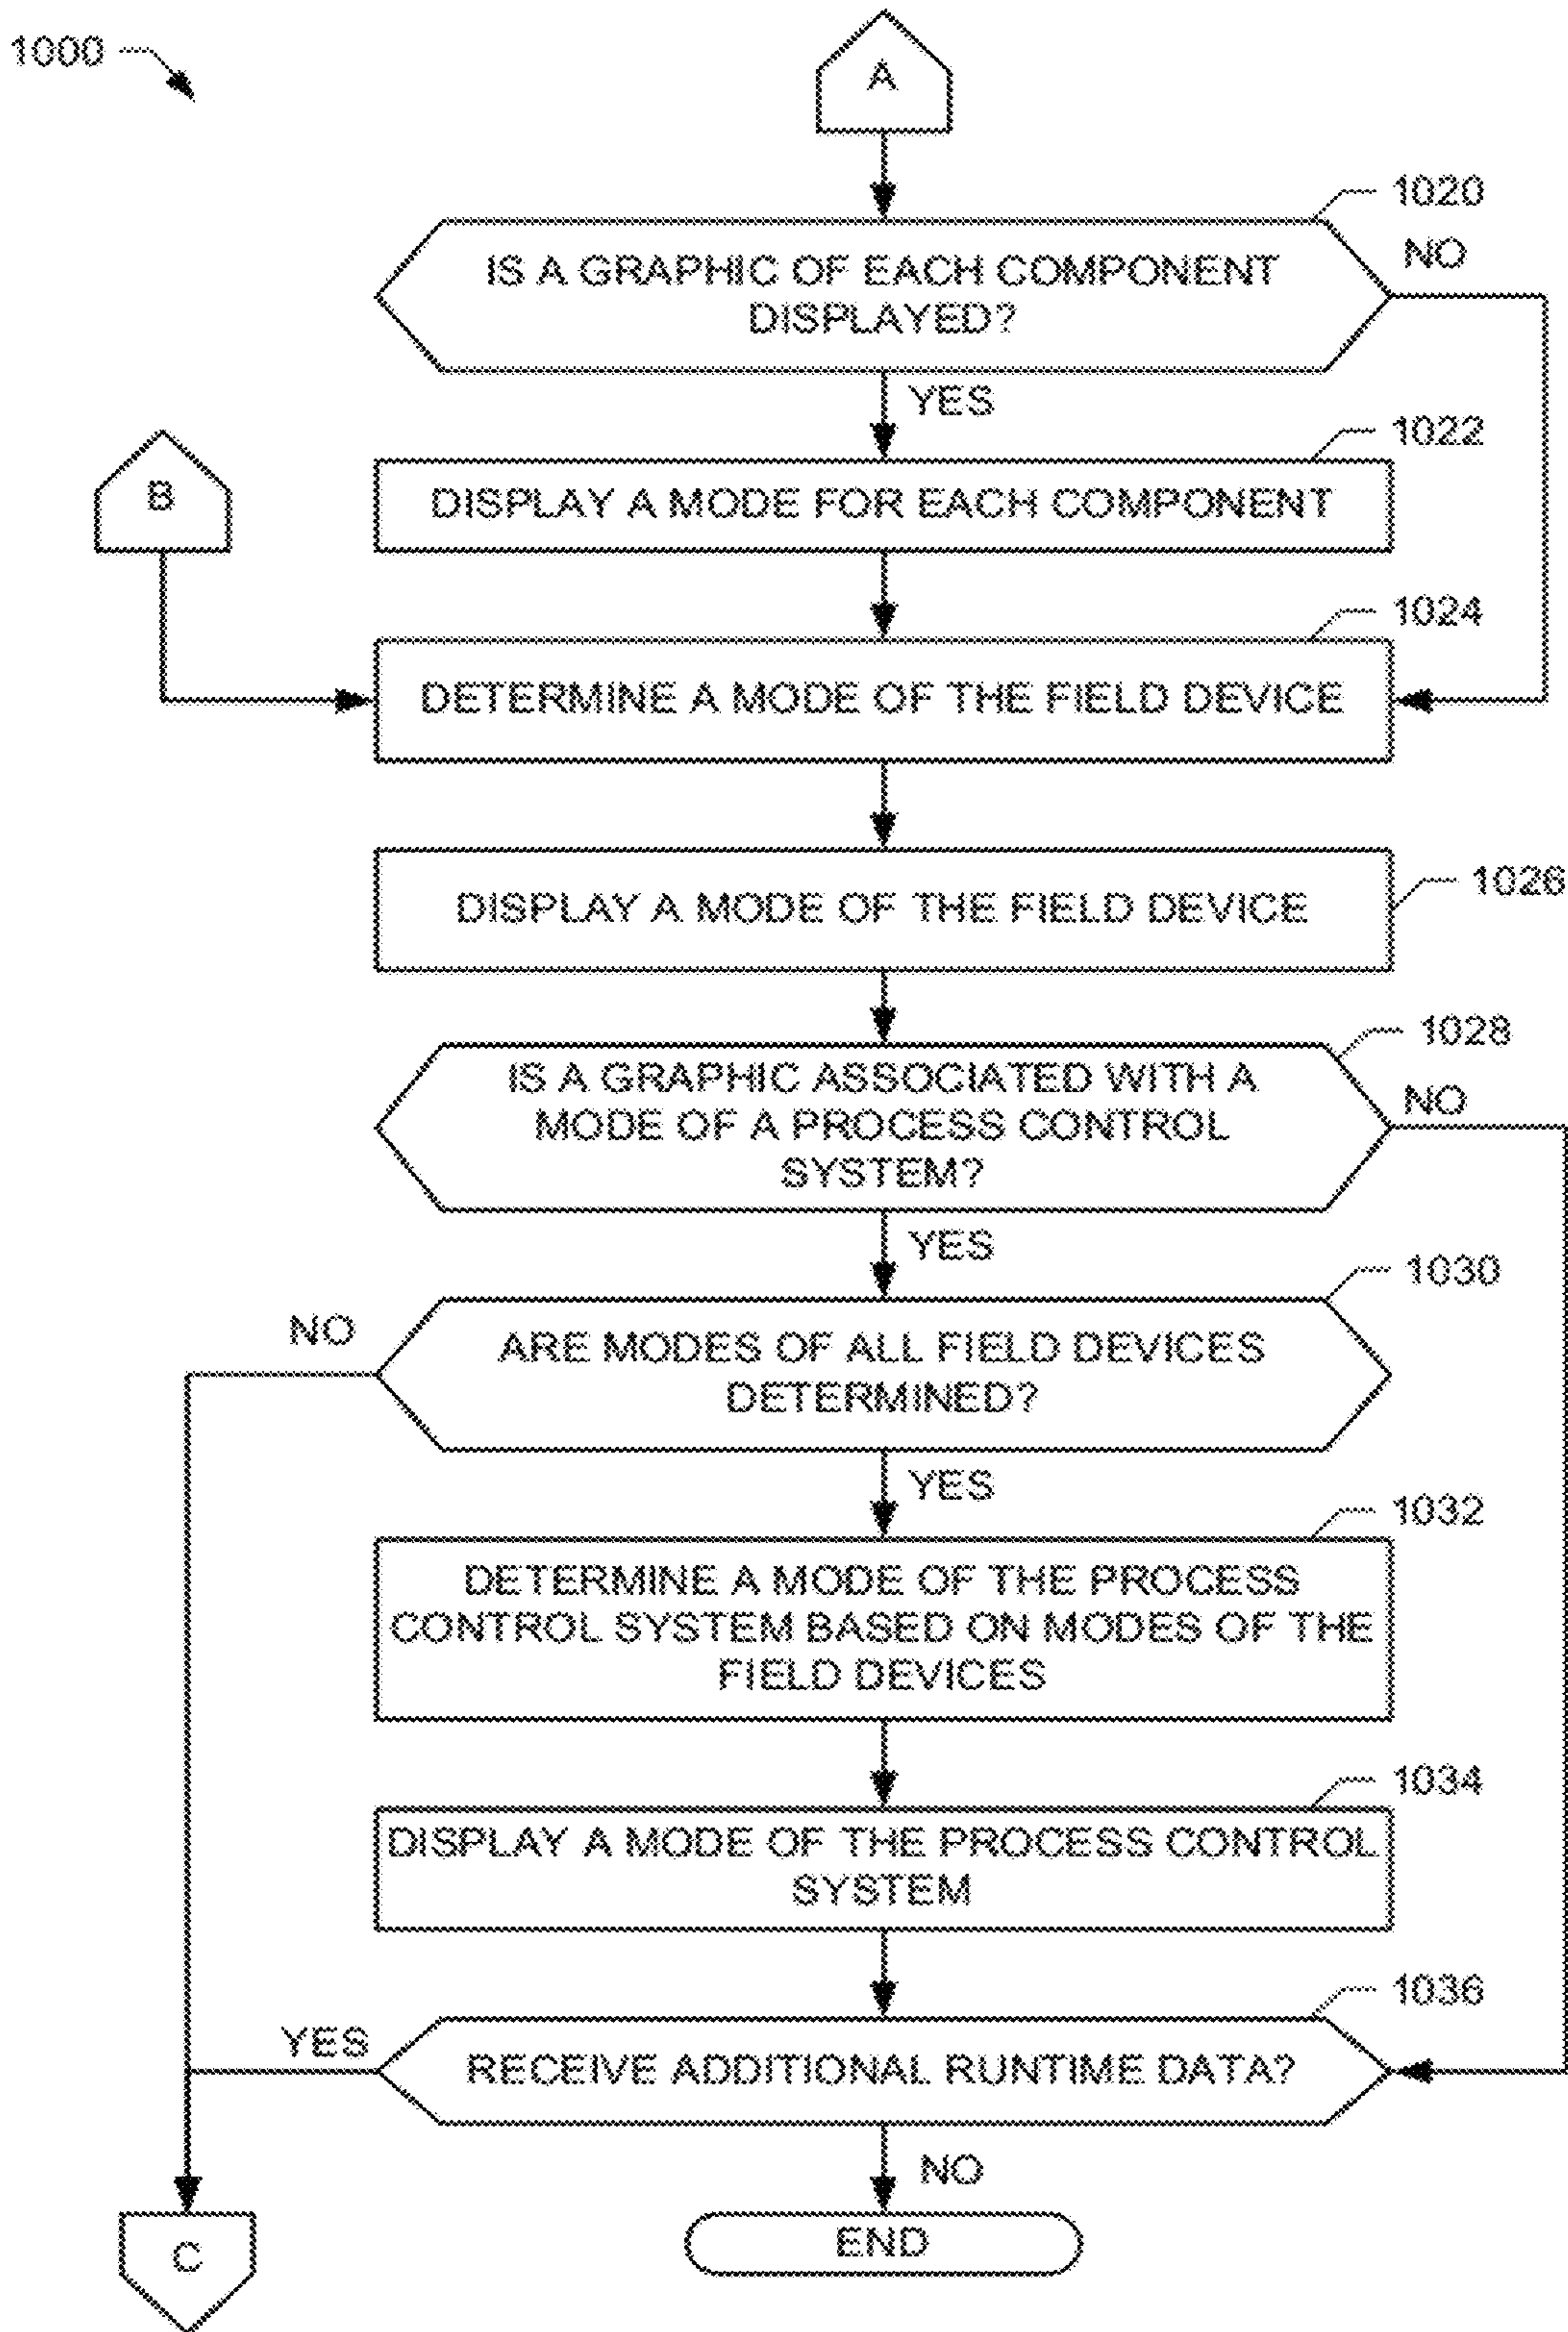 1000
A
1020
IS A GRAPHIC OF EACH COMPONENT
DISPLAYED?
NO
YES
1022
B
DISPLAY A MODE FOR EACH COMPONENT
1024
DETERMINE A MODE OF THE FIELD DEVICE
1026
DISPLAY A MODE OF THE FIELD DEVICE
1028
IS A GRAPHIC ASSOCIATED WITH A
MODE OF A PROCESS CONTROL
SYSTEM?
NO
YES
1030
NO
ARE MODES OF ALL FIELD DEVICES
DETERMINED?
YES
1032
DETERMINE A MODE OF THE PROCESS
CONTROL SYSTEM BASED ON MODES OF THE
FIELD DEVICES
1034
DISPLAY A MODE OF THE PROCESS CONTROL
SYSTEM
1036
YES
RECEIVE ADDITIONAL RUNTIME DATA?
NO
C
END